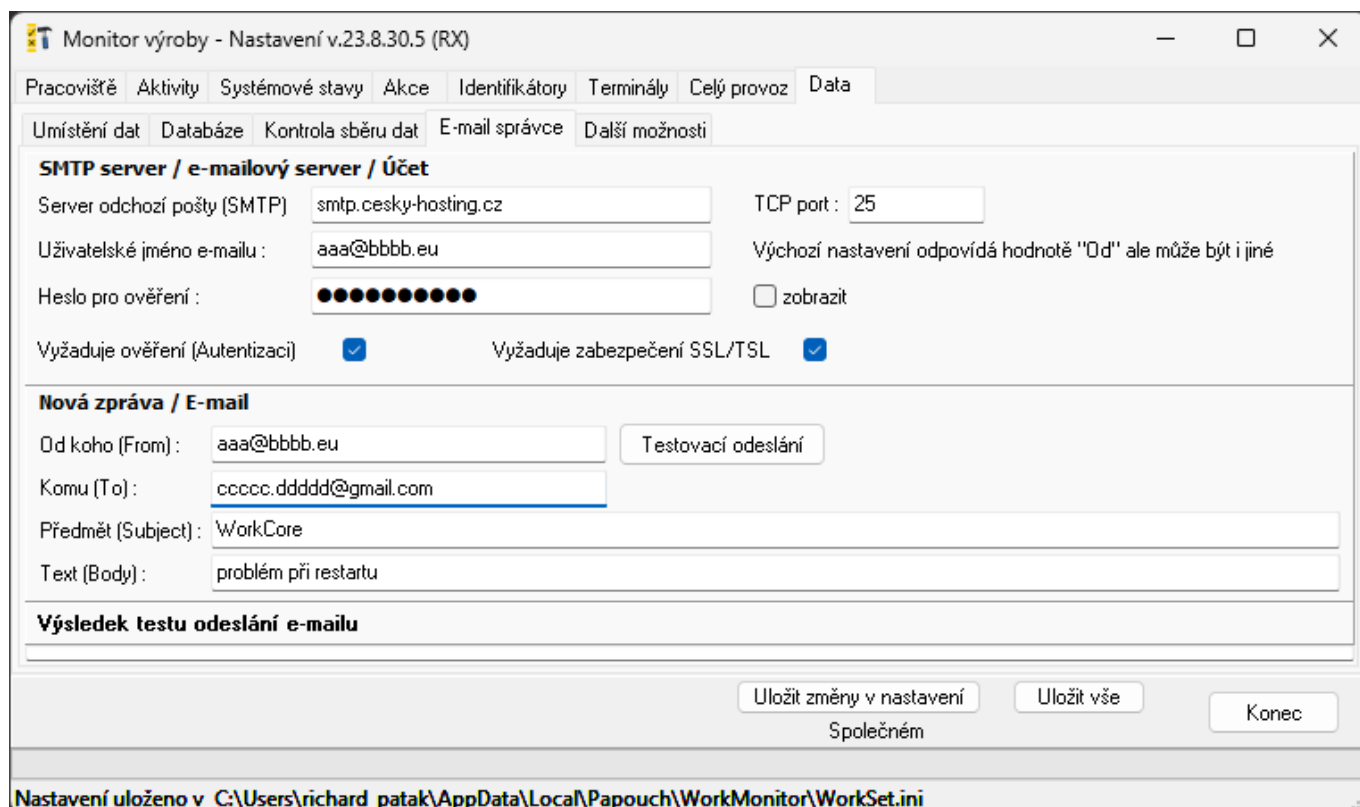 Monitor výroby - Nastavení v.23.8.30.5 (RX)
Pracoviště Aktivity Systémové stavy Akce Identifikátory Terminály Celý provoz Data
Umístění dat Databáze Kontrola sběru dat E-mail správce Další možnosti
SMTP server / e-mailový server / Účet
Server odchozí pošty (SMTP) smtp.cesky-hosting.cz TCP port : 25
Uživatelské jméno e-mailu : aaa@bbbb.eu Výchozí nastavení odpovídá hodnotě "Od" ale může být i jiné
Heslo pro ověření : ●●●●●●●●●● zobrazit
Vyžaduje ověření (Autentizaci) Vyžaduje zabezpečení SSL/TSL
Nová zpráva / E-mail
Od koho (From) : aaa@bbbb.eu Testovací odeslání
Komu (To) : ccccc.ddddd@gmail.com
Předmět (Subject) : WorkCore
Text (Body) : problém při restartu
Výsledek testu odeslání e-mailu
Uložit změny v nastavení Uložit vše Konec
Společném
Nastavení uloženo v C:\Users\richard_patak\AppData\Local\Papouch\WorkMonitor\WorkSet.ini